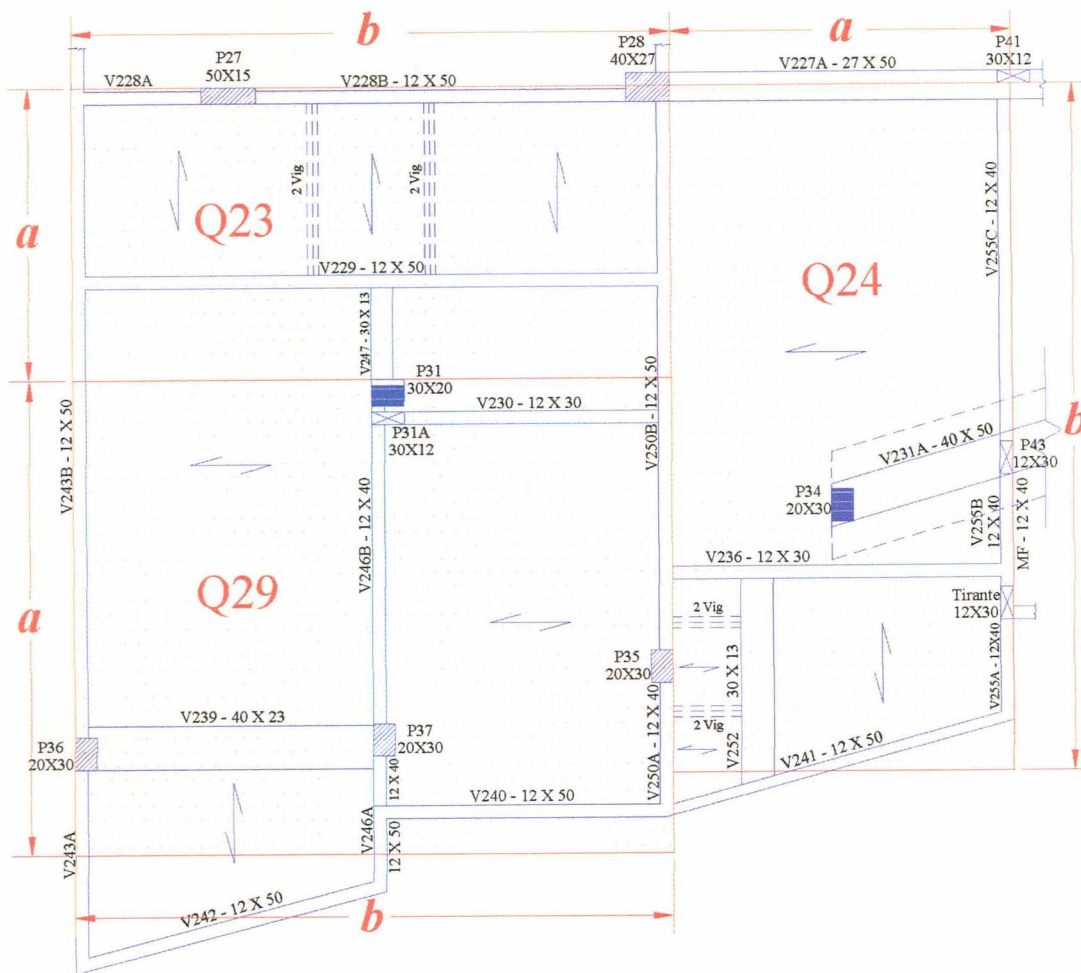 b
a
P27
50X15
P28
40X27
P41
30X12
V228A
V228B - 12 X 50
V227A - 27 X 50
a
2 Vig
2 Vig
Q23
V229 - 12 X 50
V255C - 12 X 40
Q24
V247 - 30 X 13
P31
30X20
V230 - 12 X 30
P31A
30X12
V243B - 12 X 50
V250B - 12 X 50
b
V231A - 40 X 50
P43
12X30
P34
20X30
V246B - 12 X 40
V255B
12 X 40
MF - 12 X 40
V236 - 12 X 30
Q29
a
Tirante
12X30
2 Vig
P35
20X30
30 X 13
V252
V255A - 12X40
2 Vig
V239 - 40 X 23
P36
20X30
P37
20X30
V241 - 12 X 50
V250A - 12 X 40
12 X 40
V240 - 12 X 50
V243A
V246A
12 X 50
V242 - 12 X 50
b